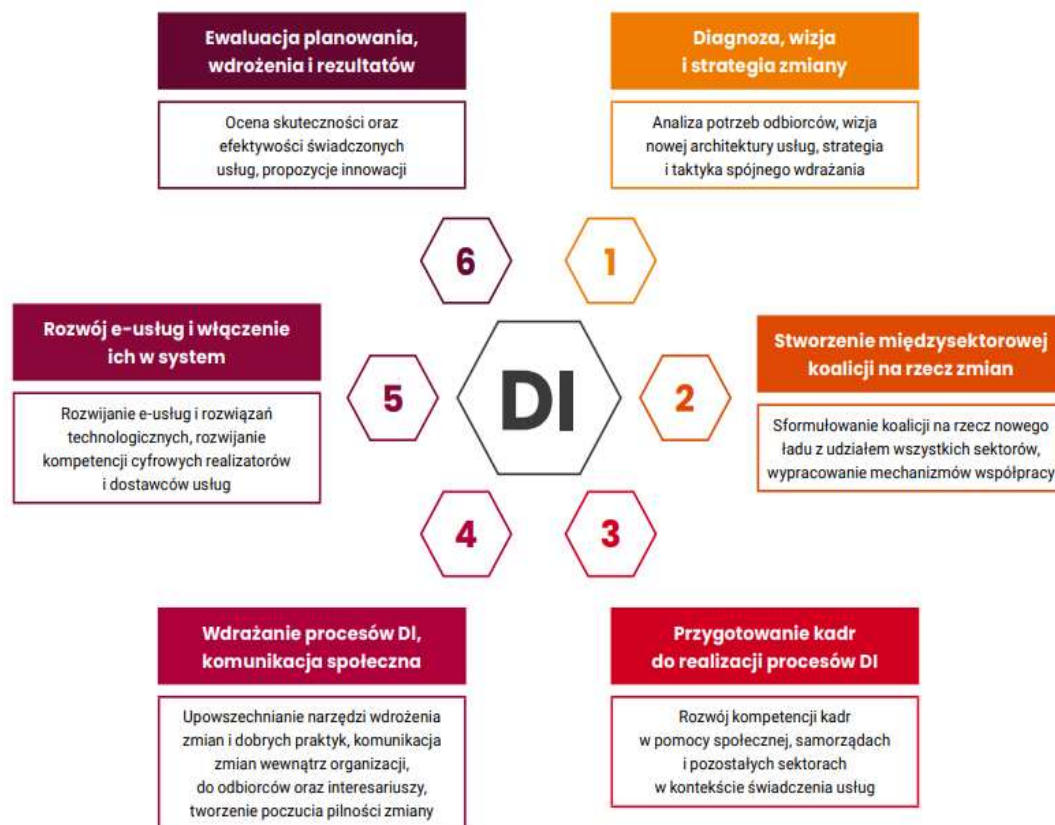 Ewaluacja planowania,
wdrożenia i rezultatów
Ocena skuteczności oraz
efektywości świadczonych
usług, propozycje innowacji
6
Diagnoza, wizja
i strategia zmiany
Analiza potrzeb odbiorców, wizja
nowej architektury usług, strategia
i taktyka spójnego wdrażania
1
Rozwój e-usług i włączenie
ich w system
Rozwijanie e-usług i rozwiązań
technologicznych, rozwijanie
kompetencji cyfrowych realizatorów
i dostawców usług
5
DI
2
Stworzenie międzysektorowej
koalicji na rzecz zmian
Sformułowanie koalicji na rzecz nowego
ładu z udziałem wszystkich sektorów,
wypracowanie mechanizmów współpracy
4
3
Wdrażanie procesów DI,
komunikacja społeczna
Upowszechnianie narzędzi wdrożenia
zmian i dobrych praktyk, komunikacja
zmian wewnątrz organizacji,
do odbiorców oraz interesariuszy,
tworzenie poczucia pilności zmiany
Przygotowanie kadr
do realizacji procesów DI
Rozwój kompetencji kadr
w pomocy społecznej, samorządach
i pozostałych sektorach
w kontekście świadczenia usług